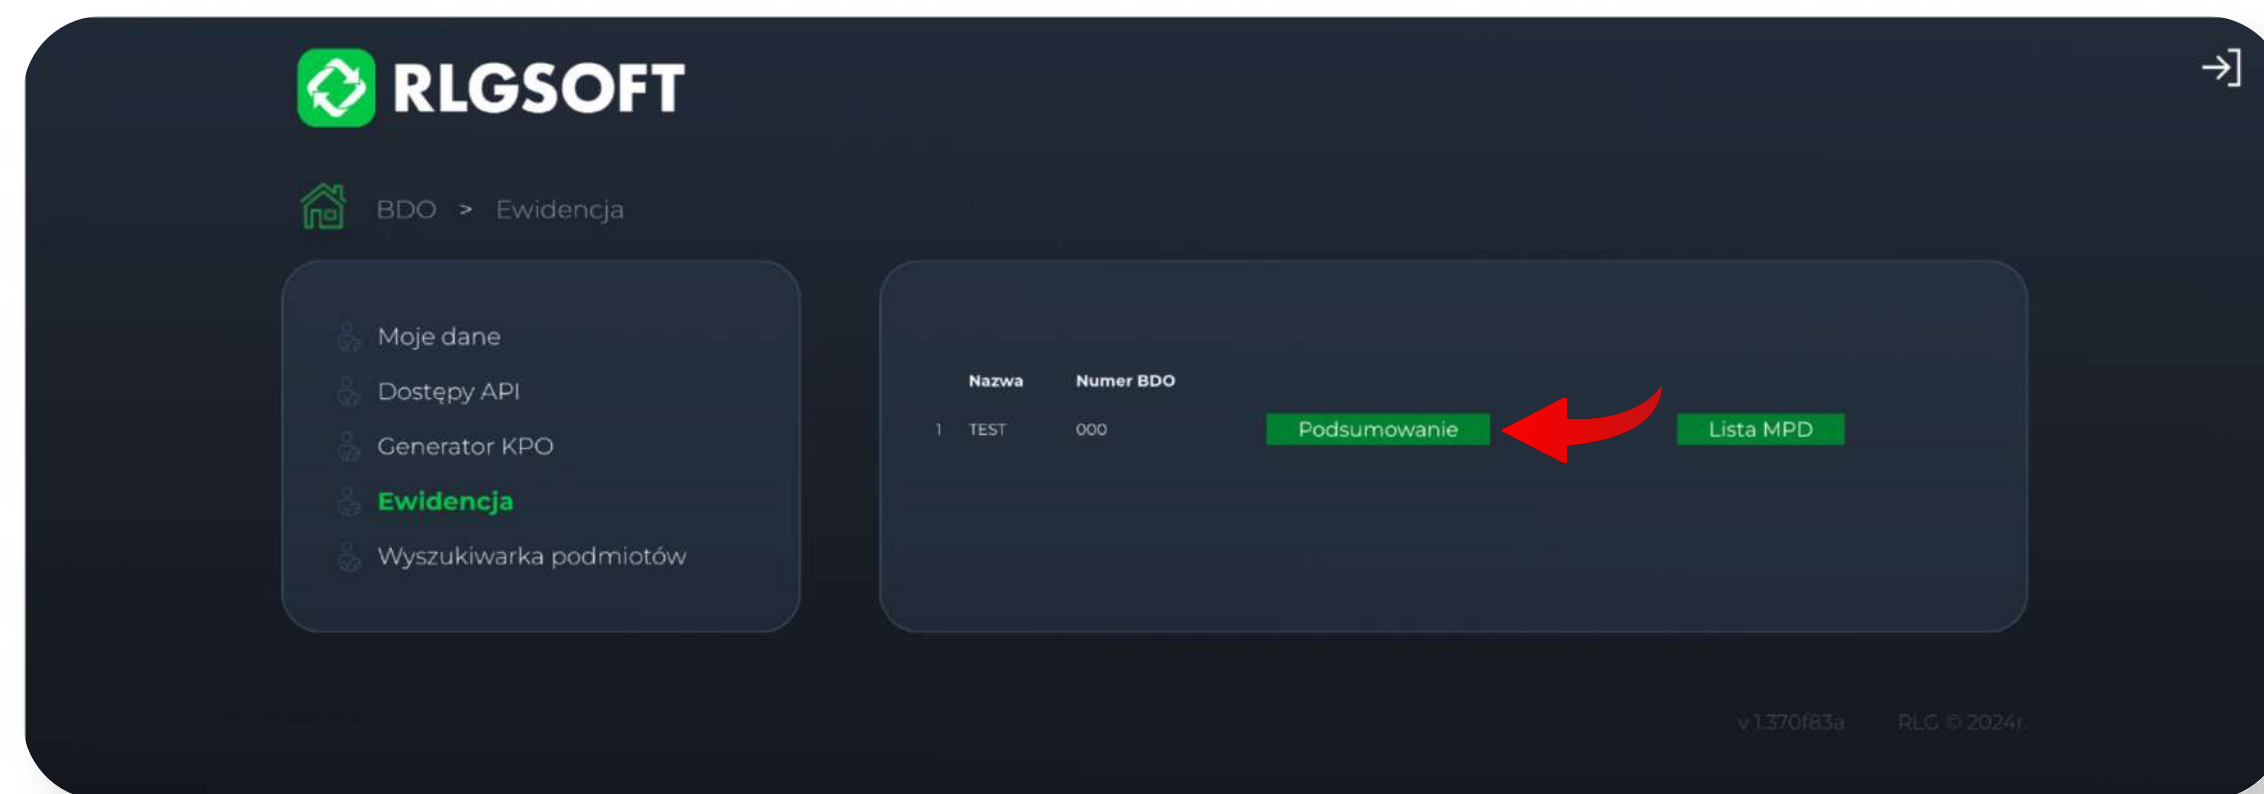 RLGSOFT
BDO > Ewidencja
Moje dane
Dostępy API
Generator KPO
Ewidencja
Wyszukiwarka podmiotów
Nazwa Numer BDO
1 TEST 000 Podsumowanie Lista MPD
v 1.370f83a RLG © 2024r.